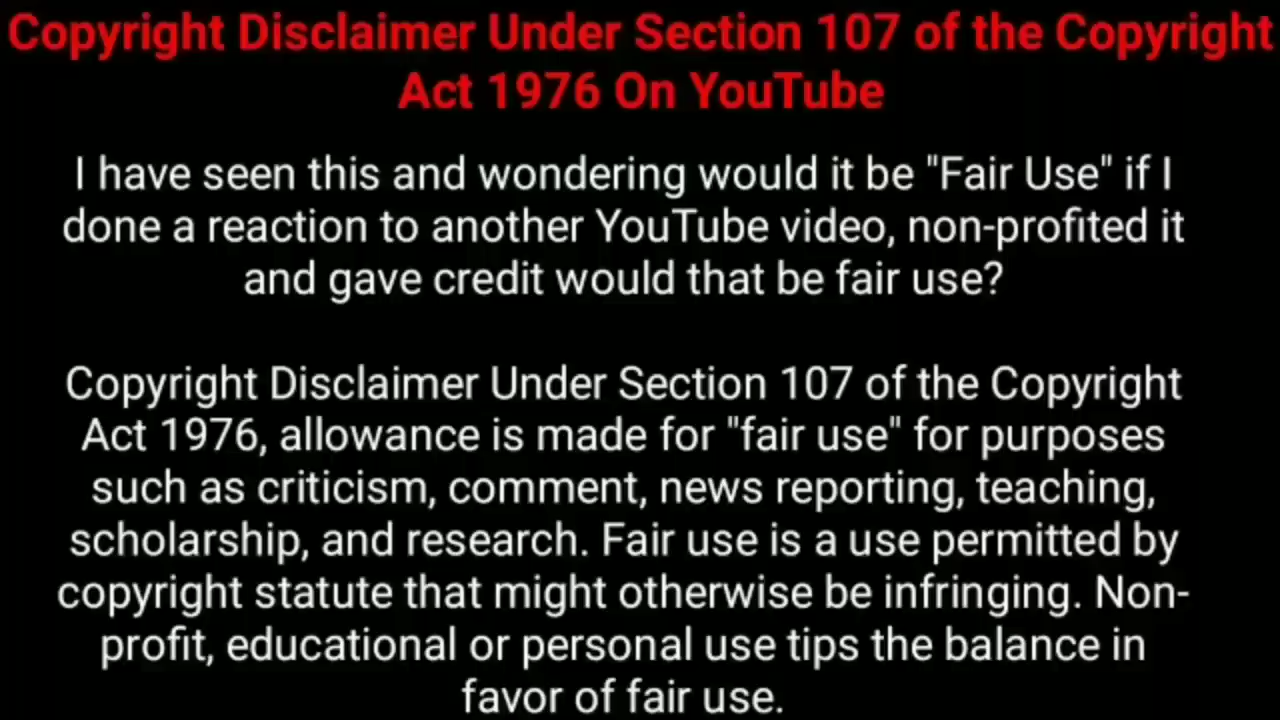 Copyright Disclaimer Under Section 107 of the Copyright
Act 1976 On YouTube
I have seen this and wondering would it be "Fair Use" if I
done a reaction to another YouTube video, non-profited it
and gave credit would that be fair use?
Copyright Disclaimer Under Section 107 of the Copyright
Act 1976, allowance is made for "fair use" for purposes
such as criticism, comment, news reporting, teaching,
scholarship, and research. Fair use is a use permitted by
copyright statute that might otherwise be infringing. Non-
profit, educational or personal use tips the balance in
favor of fair use.